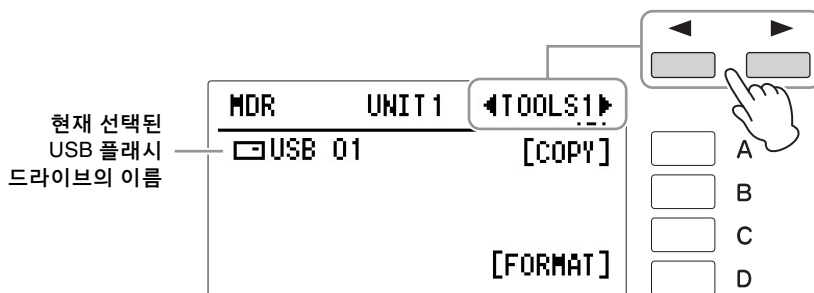 ◀ ▶
MDR UNIT1 ◀TOOLS1▶
현재 선택된
USB 플래시
드라이브의 이름
USB 01 [COPY]
A
B
C
[FORMAT]
D